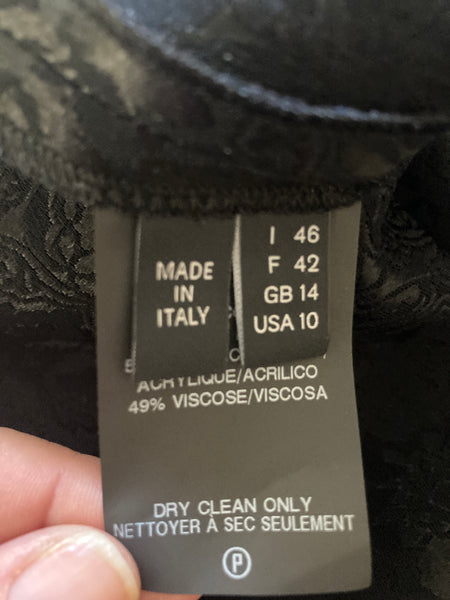 MADE
IN
ITALY
I 46
F 42
GB 14
USA 10
ACRYLIQUE/ACRILICO
49% VISCOSE/VISCOSA
DRY CLEAN ONLY
NETTOYER À SEC SEULEMENT
P